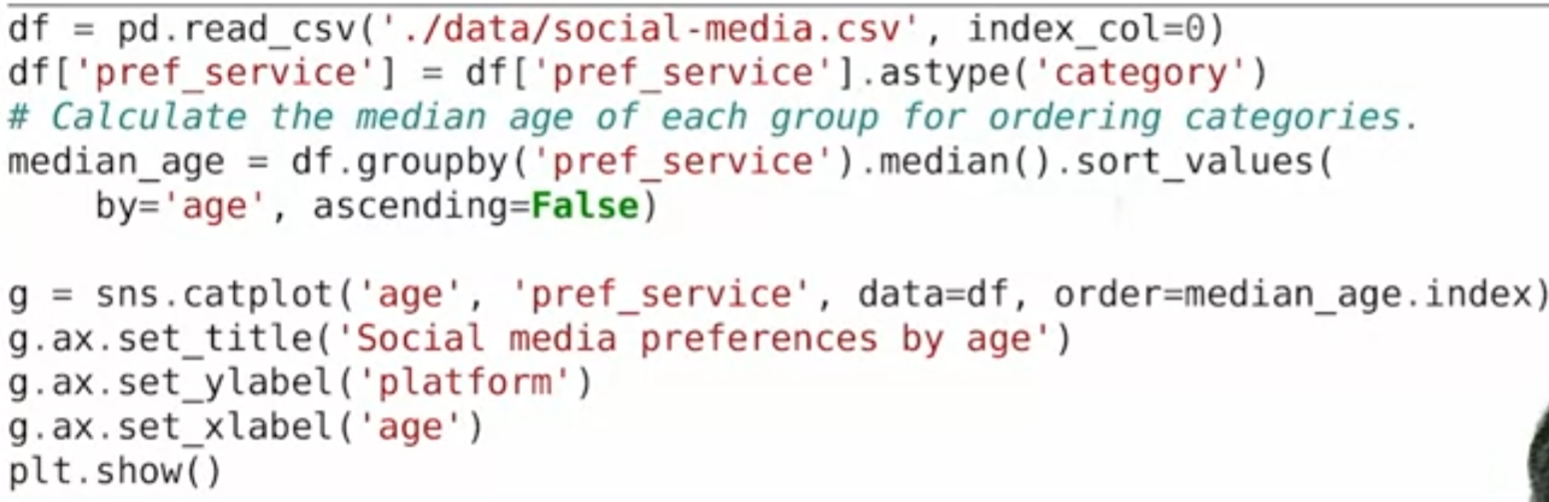 df = pd.read_csv('./data/social-media.csv', index_col=0)
df['pref_service'] = df['pref_service'].astype('category')
# Calculate the median age of each group for ordering categories.
median_age = df.groupby('pref_service').median().sort_values(
    by='age', ascending=False)

g = sns.catplot('age', 'pref_service', data=df, order=median_age.index)
g.ax.set_title('Social media preferences by age')
g.ax.set_ylabel('platform')
g.ax.set_xlabel('age')
plt.show()